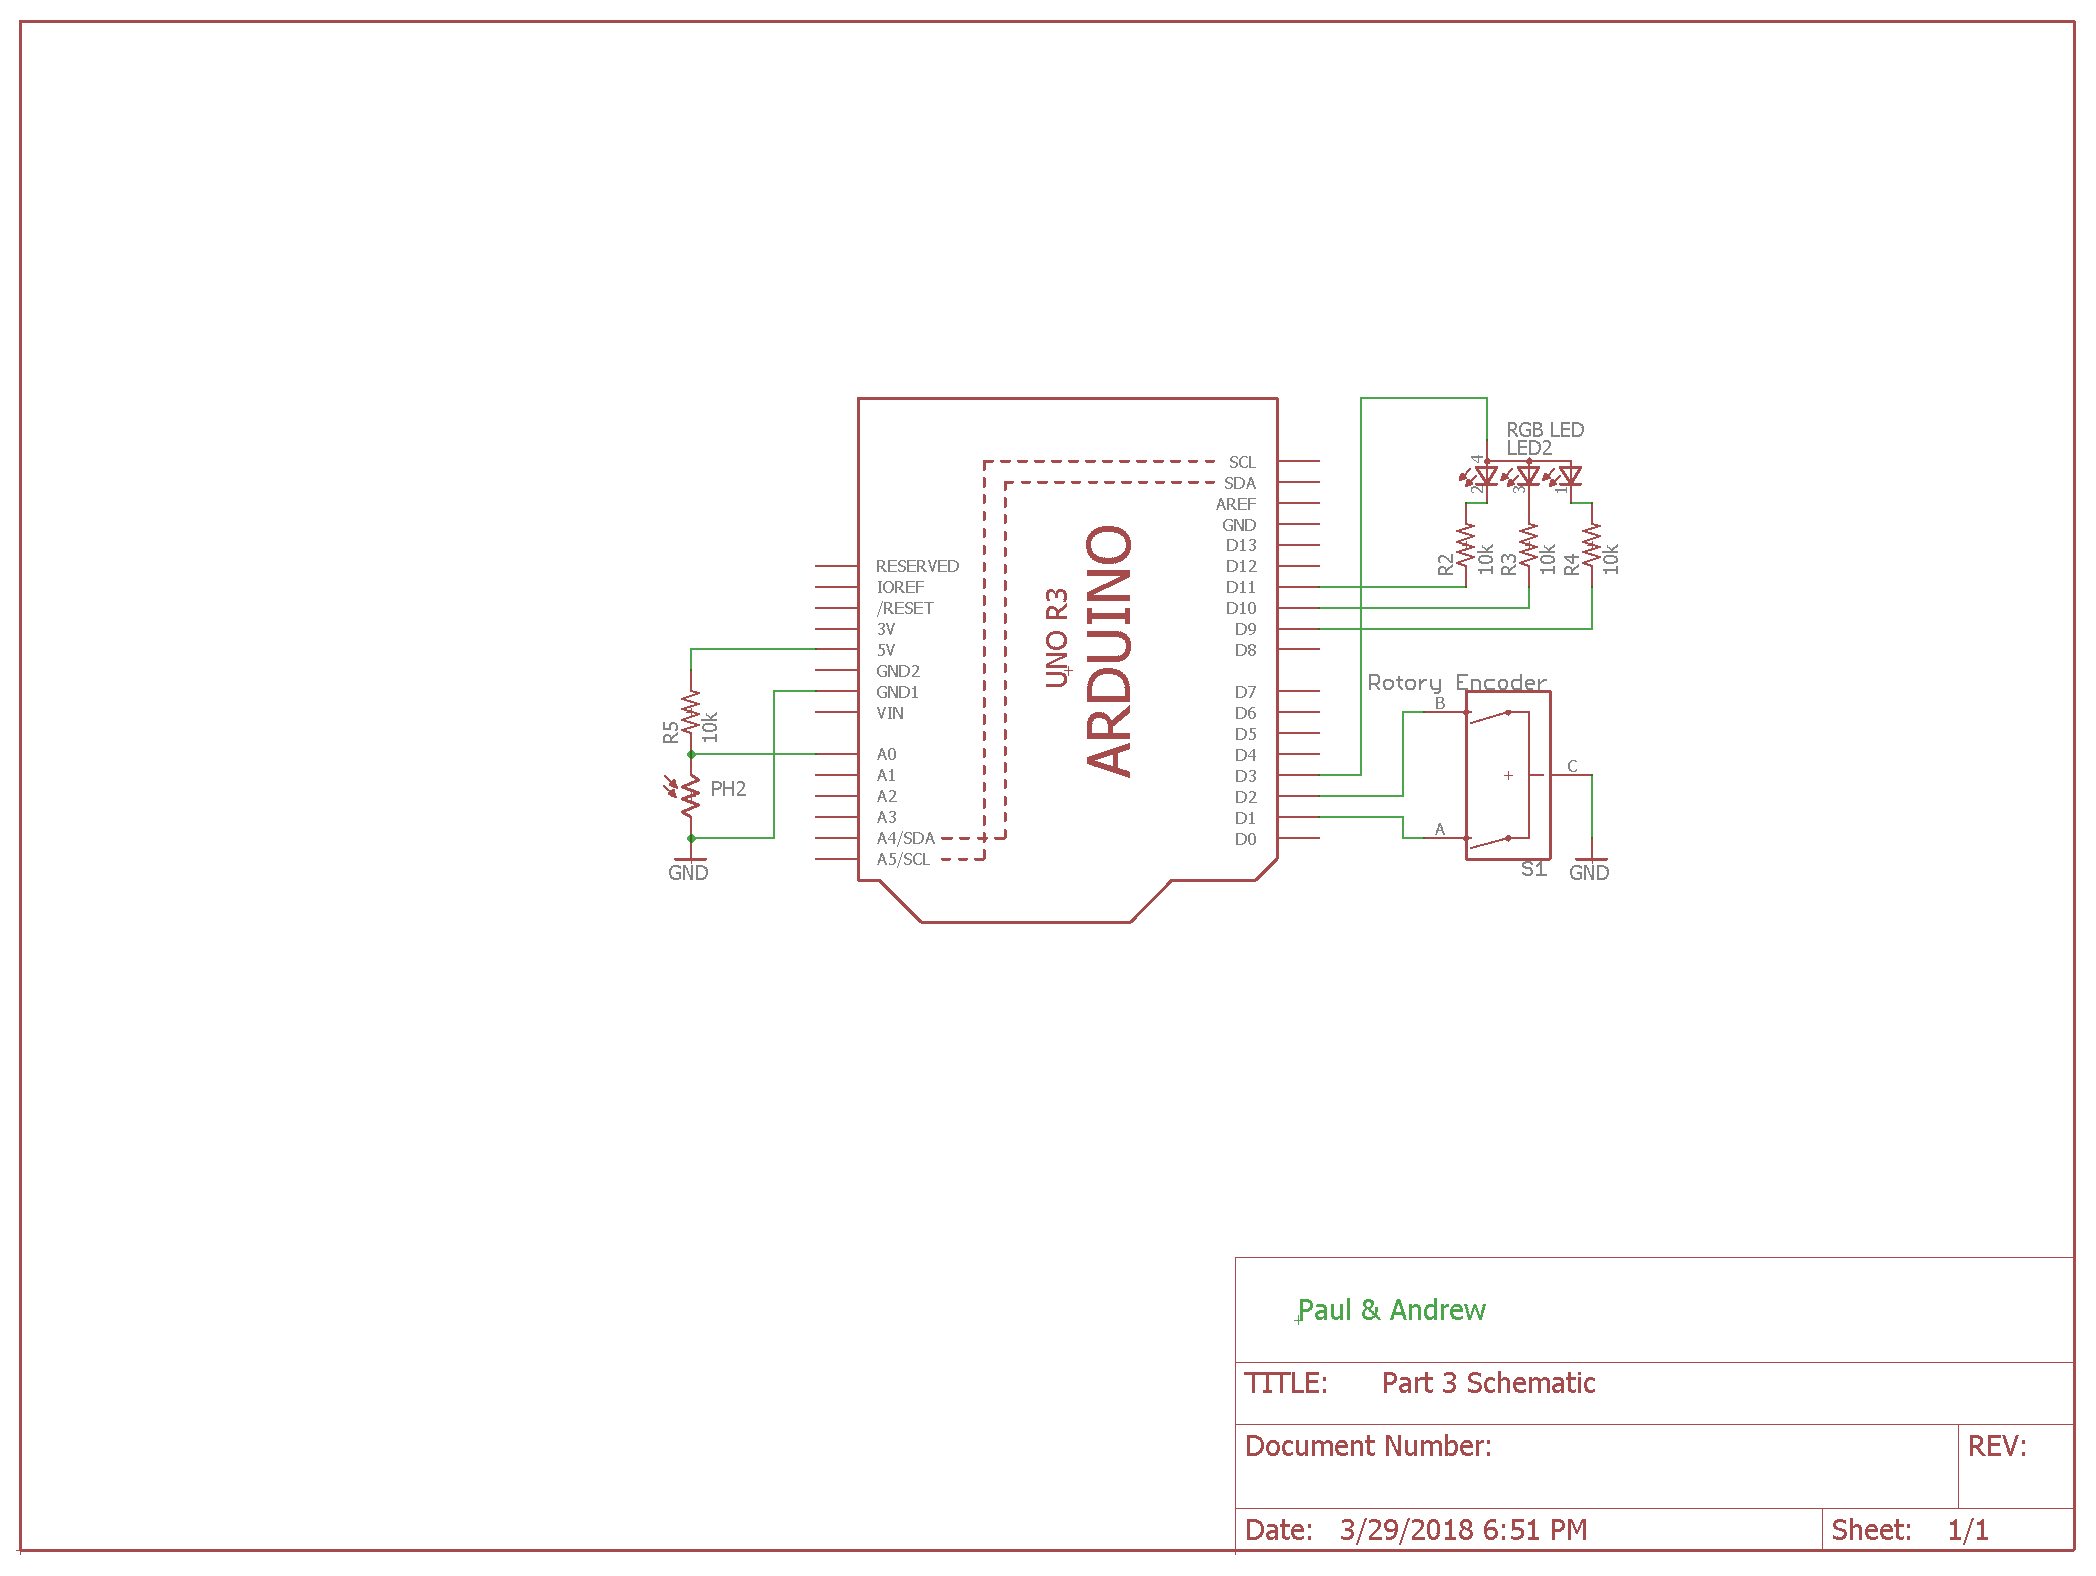 RGB LED
LED2
4
2
3
1
R2
10k
R3
10k
R4
10k
SCL
SDA
AREF
GND
D13
D12
D11
D10
D9
D8
D7
D6
D5
D4
D3
D2
D1
D0
RESERVED
IOREF
/RESET
3V
5V
GND2
GND1
VIN
A0
A1
A2
A3
A4/SDA
A5/SCL
UNO R3
ARDUINO
R5
10k
PH2
GND
Rotory Encoder
B
A
C
S1
GND
Paul & Andrew
TITLE: Part 3 Schematic
Document Number:
REV:
Date: 3/29/2018 6:51 PM
Sheet: 1/1